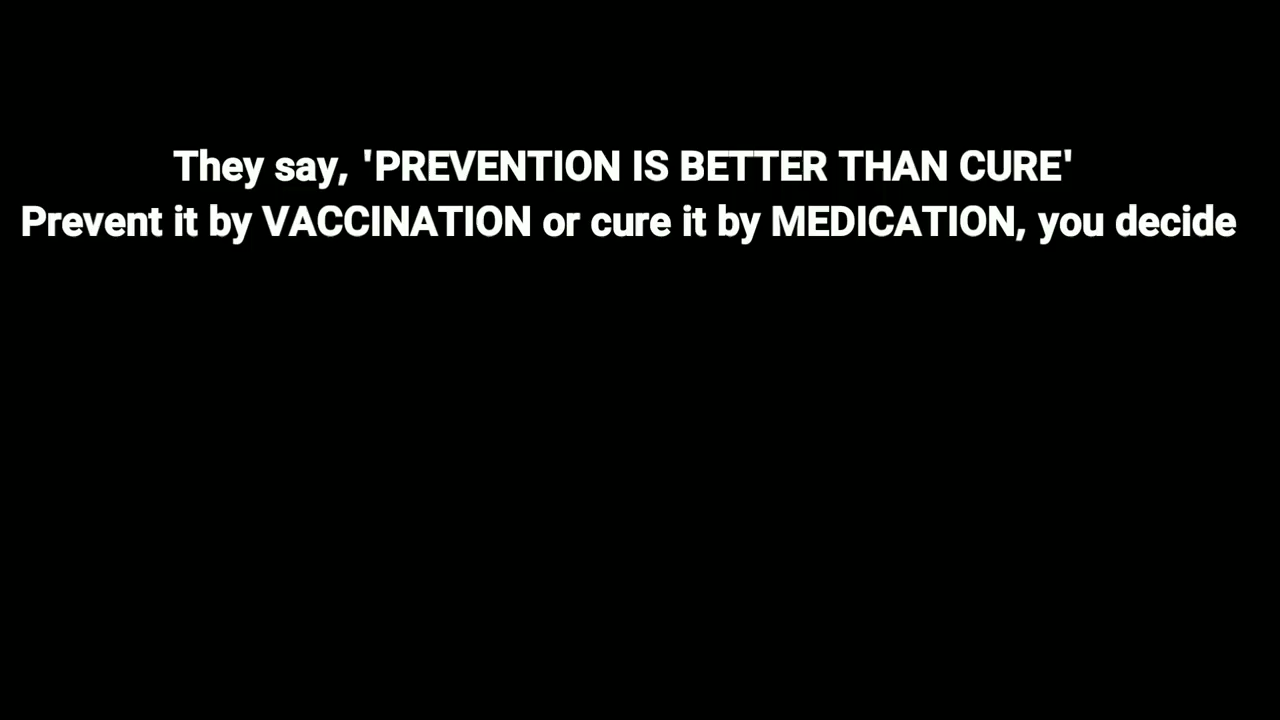 They say, 'PREVENTION IS BETTER THAN CURE'
Prevent it by VACCINATION or cure it by MEDICATION, you decide